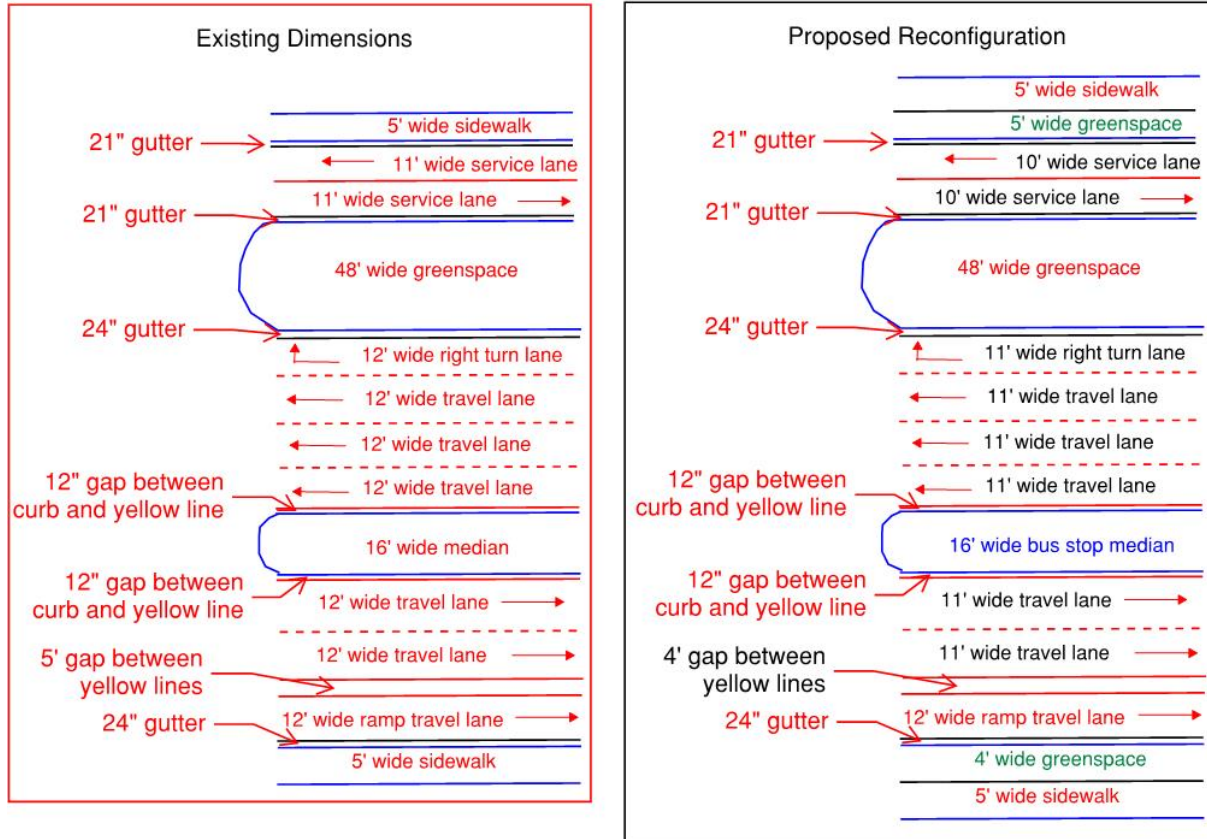 Existing Dimensions
5' wide sidewalk
21" gutter
11' wide service lane
11' wide service lane
21" gutter
48' wide greenspace
24" gutter
12' wide right turn lane
12' wide travel lane
12' wide travel lane
12" gap between
curb and yellow line
12' wide travel lane
16' wide median
12" gap between
curb and yellow line
12' wide travel lane
12' wide travel lane
5' gap between
yellow lines
12' wide ramp travel lane
24" gutter
5' wide sidewalk
Proposed Reconfiguration
5' wide sidewalk
5' wide greenspace
21" gutter
10' wide service lane
10' wide service lane
21" gutter
48' wide greenspace
24" gutter
11' wide right turn lane
11' wide travel lane
11' wide travel lane
12" gap between
curb and yellow line
11' wide travel lane
16' wide bus stop median
12" gap between
curb and yellow line
11' wide travel lane
11' wide travel lane
4' gap between
yellow lines
12' wide ramp travel lane
24" gutter
4' wide greenspace
5' wide sidewalk